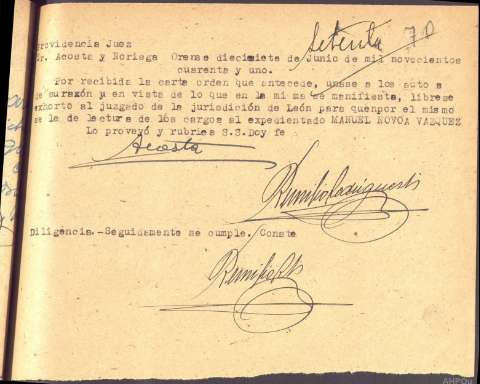 Setenta 70
Providencia Juez
Sr. Acosta y Noriega Orense diecisiete de Junio de mil novecientos
cuarenta y uno.
Por recibida la carta orden que antecede, unase a los auto s
de su razón y en vista de lo que en la misma se manifiesta, librese
exhorto al juzgado de la jurisdicción de León para quenpor el mismo
se le de lectura de los cargos al expedientado MANUEL NOVOA VAZQUEZ
Lo proveyó y rubrica S.S.Doy fe
Acosta
Diligencia.-Seguidamente se cumple. Conste
AHPOu